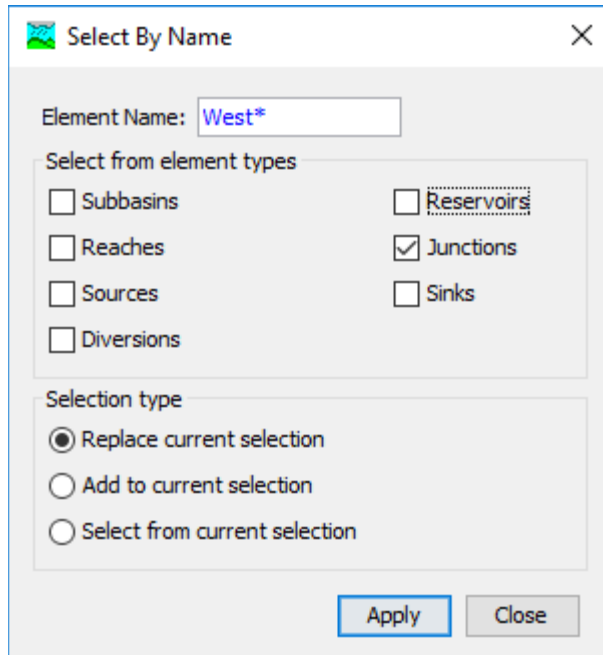 Select By Name
Element Name: West*
Select from element types
Subbasins
Reservoirs
Reaches
Junctions
Sources
Sinks
Diversions
Selection type
Replace current selection
Add to current selection
Select from current selection
Apply
Close